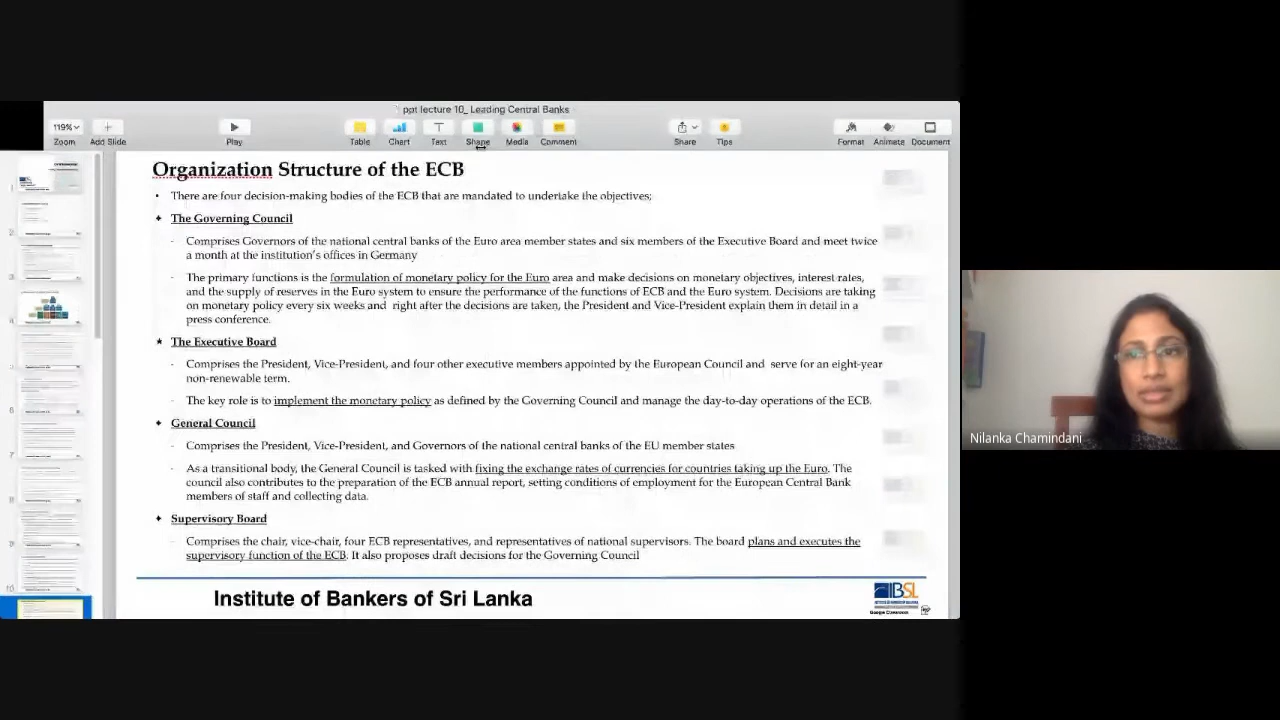 ppt lecture 10_ Leading Central Banks
119%
Zoom
Add Slide
Play
Table
Chart
Text
Shape
Media
Comment
Share
Tips
Format
Animate
Document
Organization Structure of the ECB
• There are four decision-making bodies of the ECB that are mandated to undertake the objectives;
The Governing Council
- Comprises Governors of the national central banks of the Euro area member states and six members of the Executive Board and meet twice
a month at the institution's offices in Germany
- The primary functions is the formulation of monetary policy for the Euro area and make decisions on monetary objectives, interest rates,
and the supply of reserves in the Euro system to ensure the performance of the functions of ECB and the Euro system. Decisions are taking
on monetary policy every six weeks and right after the decisions are taken, the President and Vice-President explain them in detail in a
press conference.
The Executive Board
- Comprises the President, Vice-President, and four other executive members appointed by the European Council and serve for an eight-year
non-renewable term.
- The key role is to implement the monetary policy as defined by the Governing Council and manage the day-to-day operations of the ECB.
General Council
- Comprises the President, Vice-President, and Governors of the national central banks of the EU member states
- As a transitional body, the General Council is tasked with fixing the exchange rates of currencies for countries taking up the Euro. The
council also contributes to the preparation of the ECB annual report, setting conditions of employment for the European Central Bank
members of staff and collecting data.
Supervisory Board
- Comprises the chair, vice-chair, four ECB representatives, and representatives of national supervisors. The board plans and executes the
supervisory function of the ECB. It also proposes draft decisions for the Governing Council
Institute of Bankers of Sri Lanka
IBSL
1
2
3
4
6
7
9
10
Nilanka Chamindani